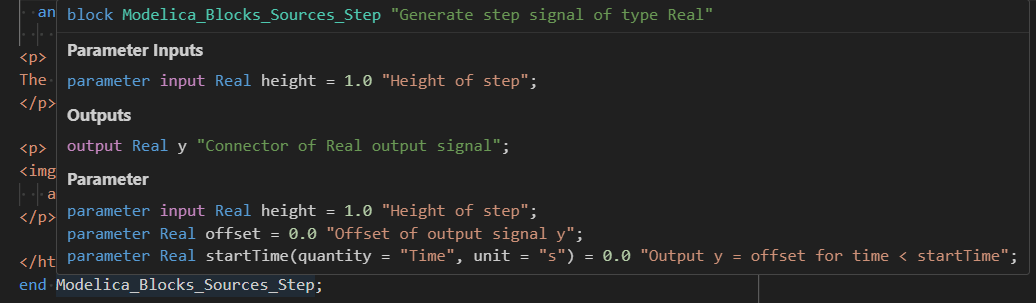 an
block Modelica_Blocks_Sources_Step "Generate step signal of type Real"
<p>
Parameter Inputs
The
parameter input Real height = 1.0 "Height of step";
</p>
Outputs
<p>
output Real y "Connector of Real output signal";
<img
Parameter
a
</p>
parameter input Real height = 1.0 "Height of step";
parameter Real offset = 0.0 "Offset of output signal y";
</ht
parameter Real startTime(quantity = "Time", unit = "s") = 0.0 "Output y = offset for time < startTime";
end Modelica_Blocks_Sources_Step;